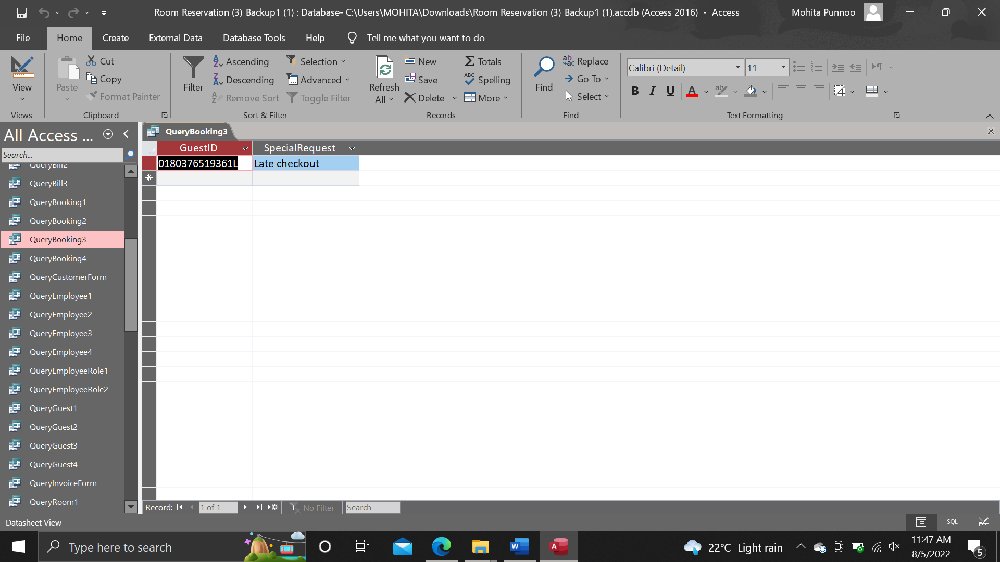 Room Reservation (3)_Backup1 (1) : Database- C:\Users\MOHITA\Downloads\Room Reservation (3)_Backup1 (1).accdb (Access 2016) - Access
Mohita Punnoo
File
Home
Create
External Data
Database Tools
Help
Tell me what you want to do
View
Views
Paste
Cut
Copy
Format Painter
Clipboard
Filter
Ascending
Descending
Remove Sort
Selection
Advanced
Toggle Filter
Sort & Filter
Refresh
All
New
Save
Delete
Totals
Spelling
More
Records
Find
Replace
Go To
Select
Find
Calibri (Detail)
11
B I U
Text Formatting
All Access ...
Search...
QueryBill2
QueryBill3
QueryBooking1
QueryBooking2
QueryBooking3
QueryBooking4
QueryCustomerForm
QueryEmployee1
QueryEmployee2
QueryEmployee3
QueryEmployee4
QueryEmployeeRole1
QueryEmployeeRole2
QueryGuest1
QueryGuest2
QueryGuest3
QueryGuest4
QueryInvoiceForm
QueryRoom1
QueryBooking3
GuestID
SpecialRequest
0180376519361L
Late checkout
Record:
1 of 1
No Filter
Search
Datasheet View
SQL
Type here to search
22°C Light rain
11:47 AM
8/5/2022
5